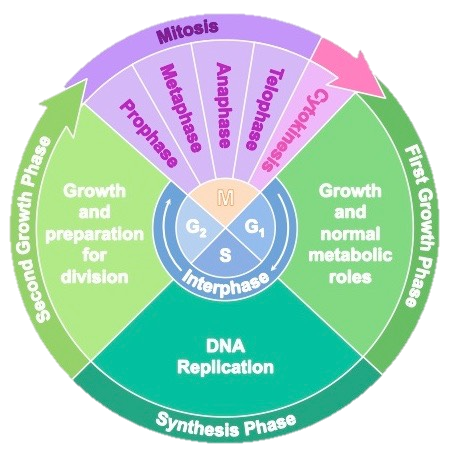 Mitosis
Prophase
Metaphase
Anaphase
Telophase
Cytokinesis
First Growth Phase
Growth
and
normal
metabolic
roles
Synthesis Phase
DNA
Replication
Second Growth Phase
Growth
and
preparation
for
division
M
G₂
G₁
S
Interphase